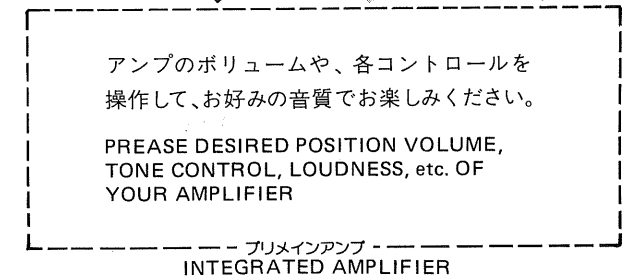 アンプのボリュームや、各コントロールを
操作して、お好みの音質でお楽しみください。
PREASE DESIRED POSITION VOLUME,
TONE CONTROL, LOUDNESS, etc. OF
YOUR AMPLIFIER
プリメインアンプ
INTEGRATED AMPLIFIER